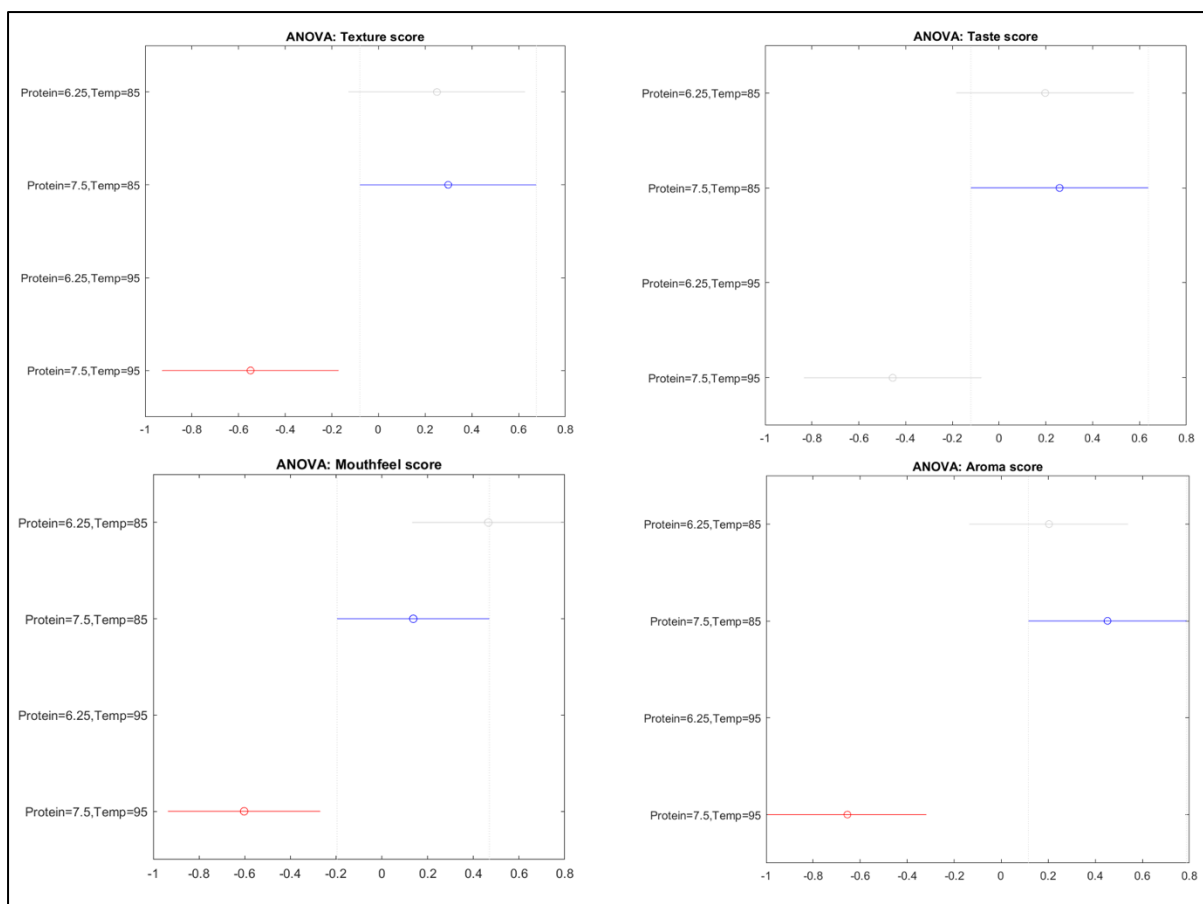 ANOVA: Texture score
Protein=6.25,Temp=85
Protein=7.5,Temp=85
Protein=6.25,Temp=95
Protein=7.5,Temp=95
-1 -0.8 -0.6 -0.4 -0.2 0 0.2 0.4 0.6 0.8
ANOVA: Taste score
Protein=6.25,Temp=85
Protein=7.5,Temp=85
Protein=6.25,Temp=95
Protein=7.5,Temp=95
-1 -0.8 -0.6 -0.4 -0.2 0 0.2 0.4 0.6 0.8
ANOVA: Mouthfeel score
Protein=6.25,Temp=85
Protein=7.5,Temp=85
Protein=6.25,Temp=95
Protein=7.5,Temp=95
-1 -0.8 -0.6 -0.4 -0.2 0 0.2 0.4 0.6 0.8
ANOVA: Aroma score
Protein=6.25,Temp=85
Protein=7.5,Temp=85
Protein=6.25,Temp=95
Protein=7.5,Temp=95
-1 -0.8 -0.6 -0.4 -0.2 0 0.2 0.4 0.6 0.8